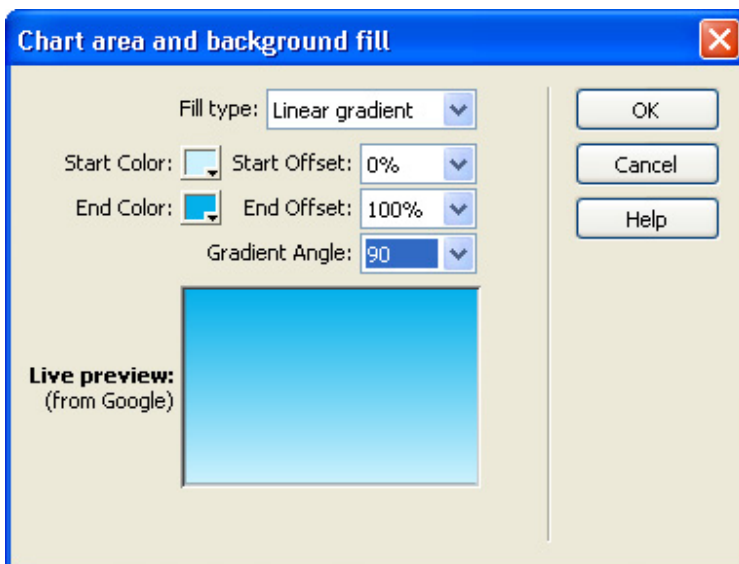 Chart area and background fill
Fill type: Linear gradient
OK
Start Color: Start Offset: 0%
Cancel
End Color: End Offset: 100%
Help
Gradient Angle: 90
Live preview:
(from Google)